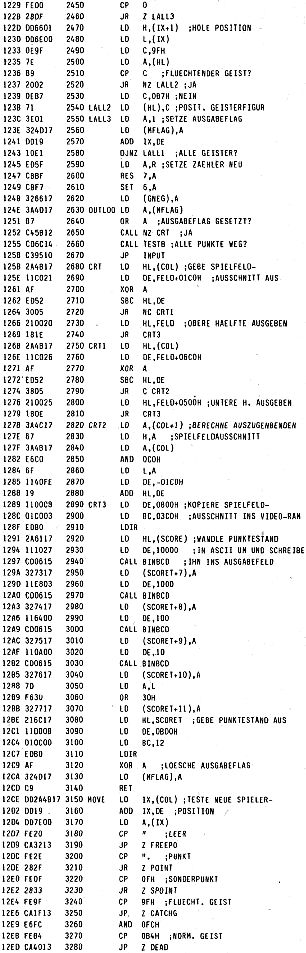 1229 FE00 2450 CP 0
122B 280F 2460 JR Z LALL3
122D DD6601 2470 LD H,(IX+1) ;HOLE POSITION
1230 DD6E00 2480 LD L,(IX)
1233 0E9F 2490 LD C,9FH
1235 7E 2500 LD A,(HL)
1236 B9 2510 CP C ;FLUECHTENDER GEIST?
1237 2002 2520 JR NZ LALL2 ;JA
1239 0EB7 2530 LD C,0B7H ;NEIN
123B 71 2540 LALL2 LD (HL),C ;POSIT. GEISTERFIGUR
123C 3E01 2550 LALL3 LD A,1 ;SETZE AUSGABEFLAG
123E 324D17 2560 LD (MFLAG),A
1241 DD19 2570 ADD IX,DE
1243 10E1 2580 DJNZ LALL1 ;ALLE GEISTER?
1245 ED5F 2590 LD A,R ;SETZE ZAEHLER NEU
1247 CBBF 2600 RES 7,A
1249 CBF7 2610 SET 6,A
124B 326617 2620 LD (GNEG),A
124E 3A4D17 2630 OUTLOO LD A,(MFLAG)
1251 B7 2640 OR A ;AUSGABEFLAG GESETZT?
1252 C45B12 2650 CALL NZ CRT ;JA
1255 CD6C14 2660 CALL TESTB ;ALLE PUNKTE WEG?
1258 C39510 2670 JP INPUT
125B 2A4B17 2680 CRT LD HL,(COL) ;GEBE SPIELFELD-
125E 11C021 2690 LD DE,FELD+01C0H ;AUSSCHNITT AUS
1261 AF 2700 XOR A
1262 ED52 2710 SBC HL,DE
1264 3005 2720 JR NC CRT1
1266 210020 2730 LD HL,FELD ;OBERE HAELFTE AUSGEBEN
1269 181E 2740 JR CRT3
126B 2A4B17 2750 CRT1 LD HL,(COL)
126E 11C026 2760 LD DE,FELD+06C0H
1271 AF 2770 XOR A
1272 ED52 2780 SBC HL,DE
1274 3805 2790 JR C CRT2
1276 210025 2800 LD HL,FELD+0500H ;UNTERE H. AUSGEBEN
1279 180E 2810 JR CRT3
127B 3A4C17 2820 CRT2 LD A,(COL+1) ;BERECHNE AUSZUGENBENDEN
127E 67 2830 LD H,A ;SPIELFELDAUSSCHNITT
127F 3A4B17 2840 LD A,(COL)
1282 E6C0 2850 AND 0C0H
1284 6F 2860 LD L,A
1285 1140FE 2870 LD DE,-01C0H
1288 19 2880 ADD HL,DE
1289 110008 2890 CRT3 LD DE,0800H ;KOPIERE SPIELFELD-
128C 01C003 2900 LD BC,03C0H ;AUSSCHNITT INS VIDEO-RAM
128F EDB0 2910 LDIR
1291 2A6117 2920 LD HL,(SCORE) ;WANDLE PUNKTESTAND
1294 111027 2930 LD DE,10000 ;IN ASCII UM UND SCHREIBE
1297 CD0615 2940 CALL BINBCD ;IHN INS AUSGABEFELD
129A 327317 2950 LD (SCORET+7),A
129D 11E803 2960 LD DE,1000
12A0 CD0615 2970 CALL BINBCD
12A3 327417 2980 LD (SCORET+8),A
12A6 116400 2990 LD DE,100
12A9 CD0615 3000 CALL BINBCD
12AC 327517 3010 LD (SCORET+9),A
12AF 110A00 3020 LD DE,10
12B2 CD0615 3030 CALL BINBCD
12B5 327617 3040 LD (SCORET+10),A
12B8 7D 3050 LD A,L
12B9 F630 3060 OR 30H
12BB 327717 3070 LD (SCORET+11),A
12BE 216C17 3080 LD HL,SCORET ;GEBE PUNKTESTAND AUS
12C1 11D00B 3090 LD DE,0BD0H
12C4 010C00 3100 LD BC,12
12C7 EDB0 3110 LDIR
12C9 AF 3120 XOR A ;LOESCHE AUSGABEFLAG
12CA 324D17 3130 LD (MFLAG),A
12CD C9 3140 RET
12CE DD2A4B17 3150 MOVE LD IX,(COL) ;TESTE NEUE SPIELER-
12D2 DD19 3160 ADD IX,DE ;POSITION
12D4 DD7E00 3170 LD A,(IX)
12D7 FE20 3180 CP " ;LEER
12D9 CA3213 3190 JP Z FREEPO
12DC FE2E 3200 CP ". ;PUNKT
12DE 282F 3210 JR Z POINT
12E0 FE0F 3220 CP 0FH ;SONDERPUNKT
12E2 2833 3230 JR Z SPOINT
12E4 FE9F 3240 CP 9FH ;FLUECHT. GEIST
12E6 CA1F13 3250 JP Z CATCHG
12E9 E6FC 3260 AND 0FCH
12EB FEB4 3270 CP 0B4H ;NORM. GEIST
12ED CA4013 3280 JP Z DEAD